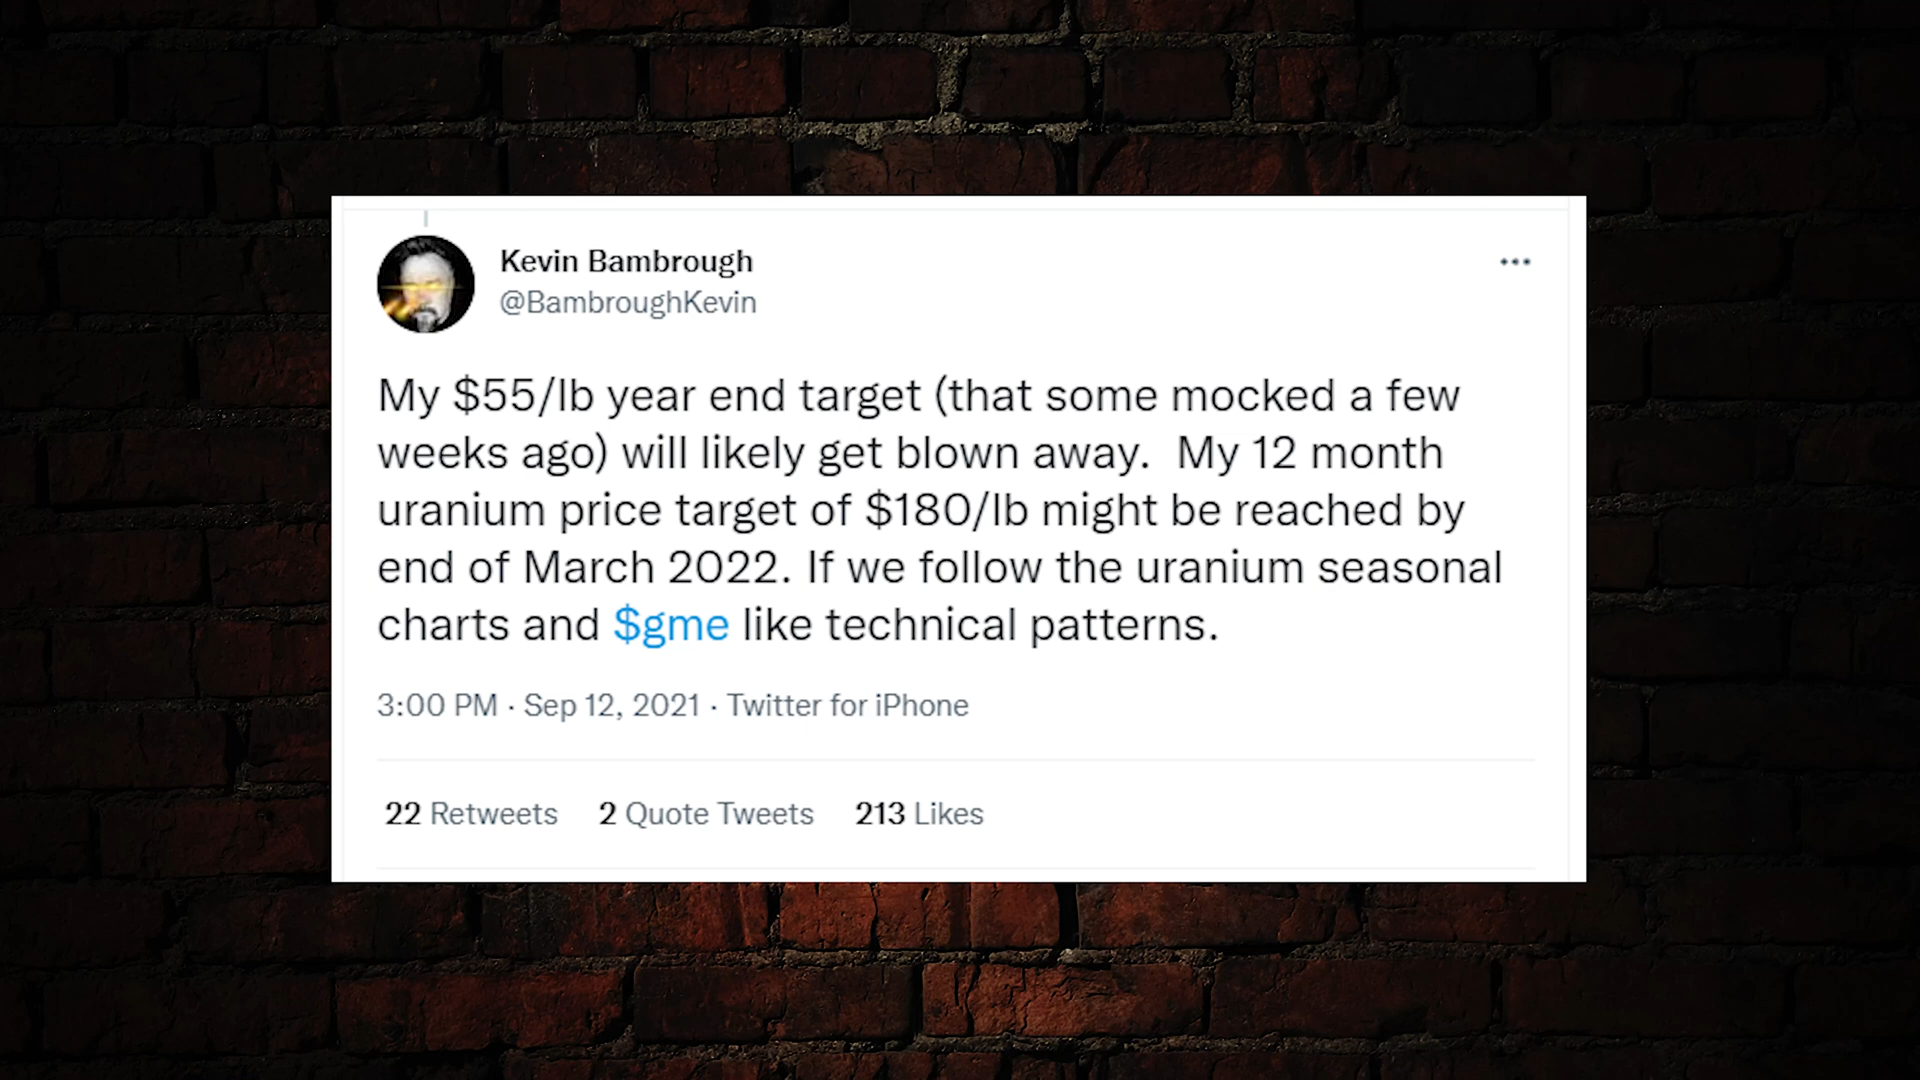 Kevin Bambrough
@BambroughKevin
My $55/lb year end target (that some mocked a few
weeks ago) will likely get blown away.  My 12 month
uranium price target of $180/lb might be reached by
end of March 2022. If we follow the uranium seasonal
charts and $gme like technical patterns.
3:00 PM · Sep 12, 2021 · Twitter for iPhone
22 Retweets 2 Quote Tweets 213 Likes